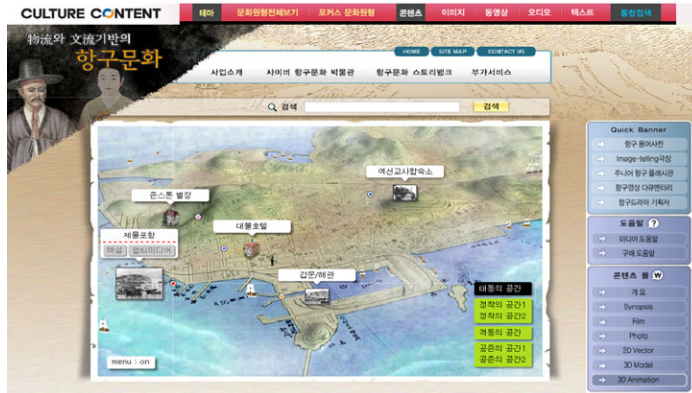 CULTURE CONTENT
테마 문화원형전체보기 포커스 문화원형 콘텐츠 이미지 동영상 오디오 텍스트 통합검색
物流와 文流기반의
항구문화
HOME SITE MAP CONTACT US
사업소개 사이버 항구문화 박물관 항구문화 스토리뱅크 부가서비스
검색 검색
여선교사합숙소
존스톤 별장
대불호텔
제물포항
해설 멀티미디어
갑문/해관
태동의 공간
정착의 공간1
정착의 공간2
격동의 공간
공존의 공간1
공존의 공간2
menu : on
Quick Banner
항구 용어사전
Image-telling극장
주니어 항구 플래시관
항구영상 다큐멘터리
항구드라마 기획서
도움말 ?
미디어 도움말
구매 도움말
콘텐츠 몰 W
개요
Synopsis
Film
Photo
2D Vector
3D Model
3D Animation